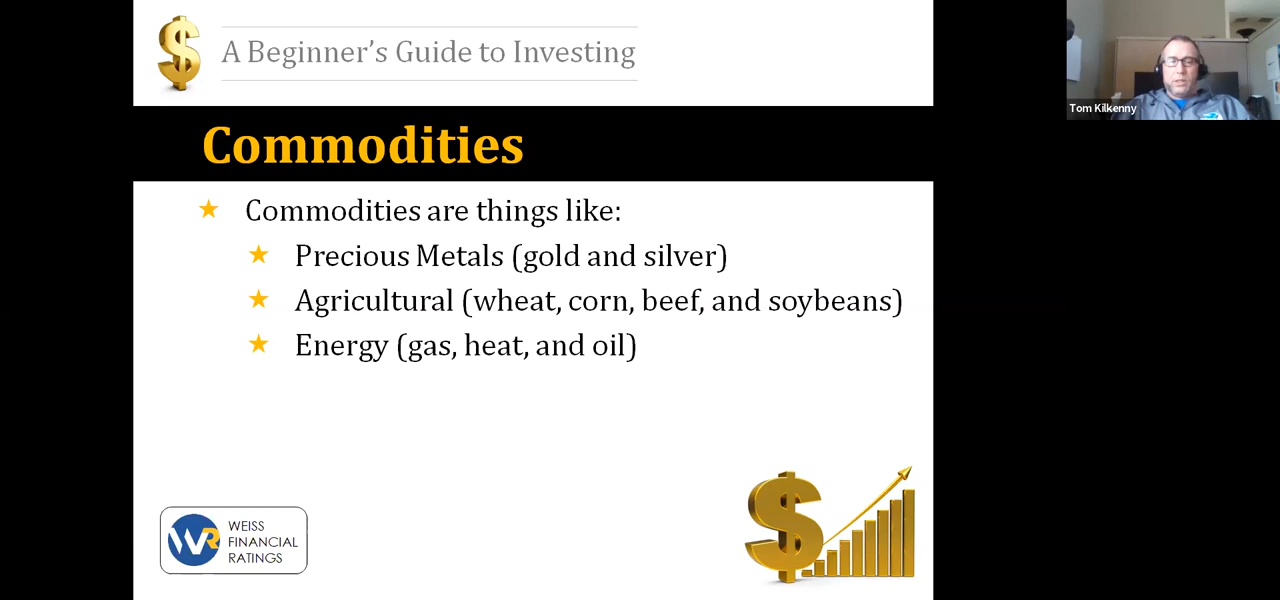 A Beginner's Guide to Investing
Tom Kilkenny
Commodities
Commodities are things like:
Precious Metals (gold and silver)
Agricultural (wheat, corn, beef, and soybeans)
Energy (gas, heat, and oil)
WR
WEISS
FINANCIAL
RATINGS